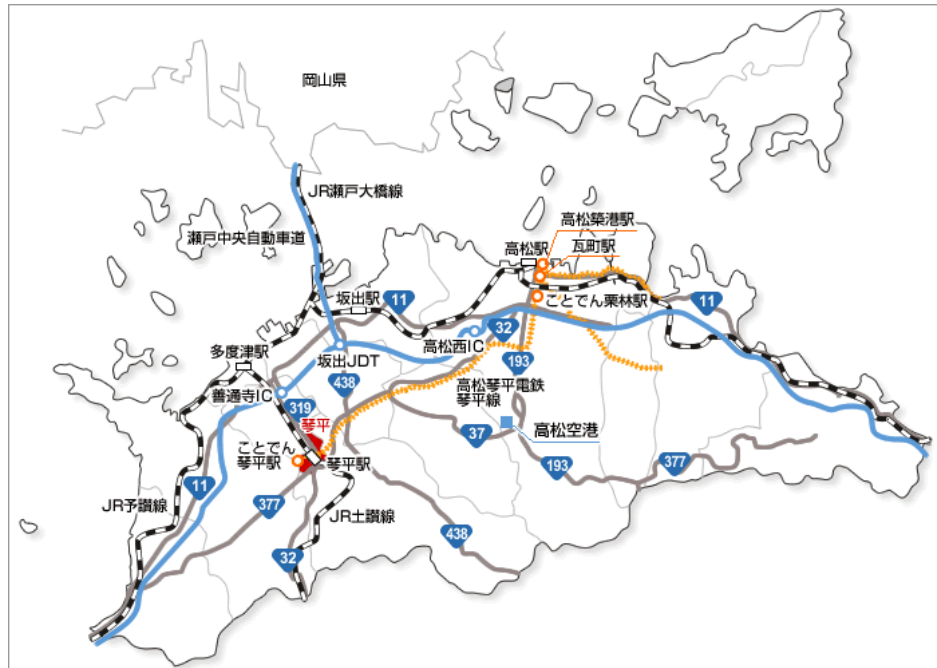 岡山県
JR瀬戸大橋線
瀬戸中央自動車道
高松築港駅
高松駅
瓦町駅
坂出駅
11
ことでん栗林駅
11
32
多度津駅
坂出JDT
高松西IC
193
善通寺IC
438
高松琴平電鉄
琴平線
319
琴平
37
高松空港
ことでん
琴平駅
琴平駅
193
377
11
JR予讃線
377
JR土讃線
438
32